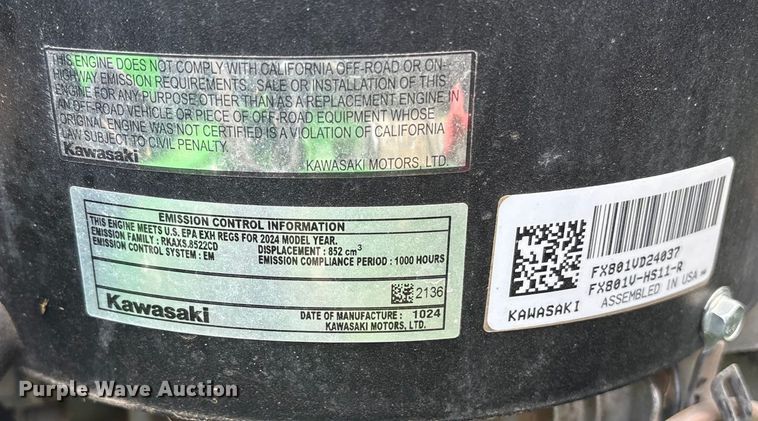 THIS ENGINE DOES NOT COMPLY WITH CALIFORNIA OFF-ROAD OR ON-
HIGHWAY EMISSION REQUIREMENTS. SALE OR INSTALLATION OF THIS
ENGINE FOR ANY PURPOSE OTHER THAN AS A REPLACEMENT ENGINE IN
AN OFF-ROAD VEHICLE OR PIECE OF OFF-ROAD EQUIPMENT WHOSE
ORIGINAL ENGINE WAS NOT CERTIFIED IS A VIOLATION OF CALIFORNIA
LAW SUBJECT TO CIVIL PENALTY.
Kawasaki KAWASAKI MOTORS, LTD.
EMISSION CONTROL INFORMATION
THIS ENGINE MEETS U.S. EPA EXH REGS FOR 2024 MODEL YEAR.
EMISSION FAMILY : RKAXS.8522CD DISPLACEMENT : 852 cm³
EMISSION CONTROL SYSTEM : EM EMISSION COMPLIANCE PERIOD : 1000 HOURS
2136
Kawasaki DATE OF MANUFACTURE : 1024
KAWASAKI MOTORS, LTD.
FX801VD24037
FX801V-HS11-R
KAWASAKI ASSEMBLED IN USA
Purple Wave Auction